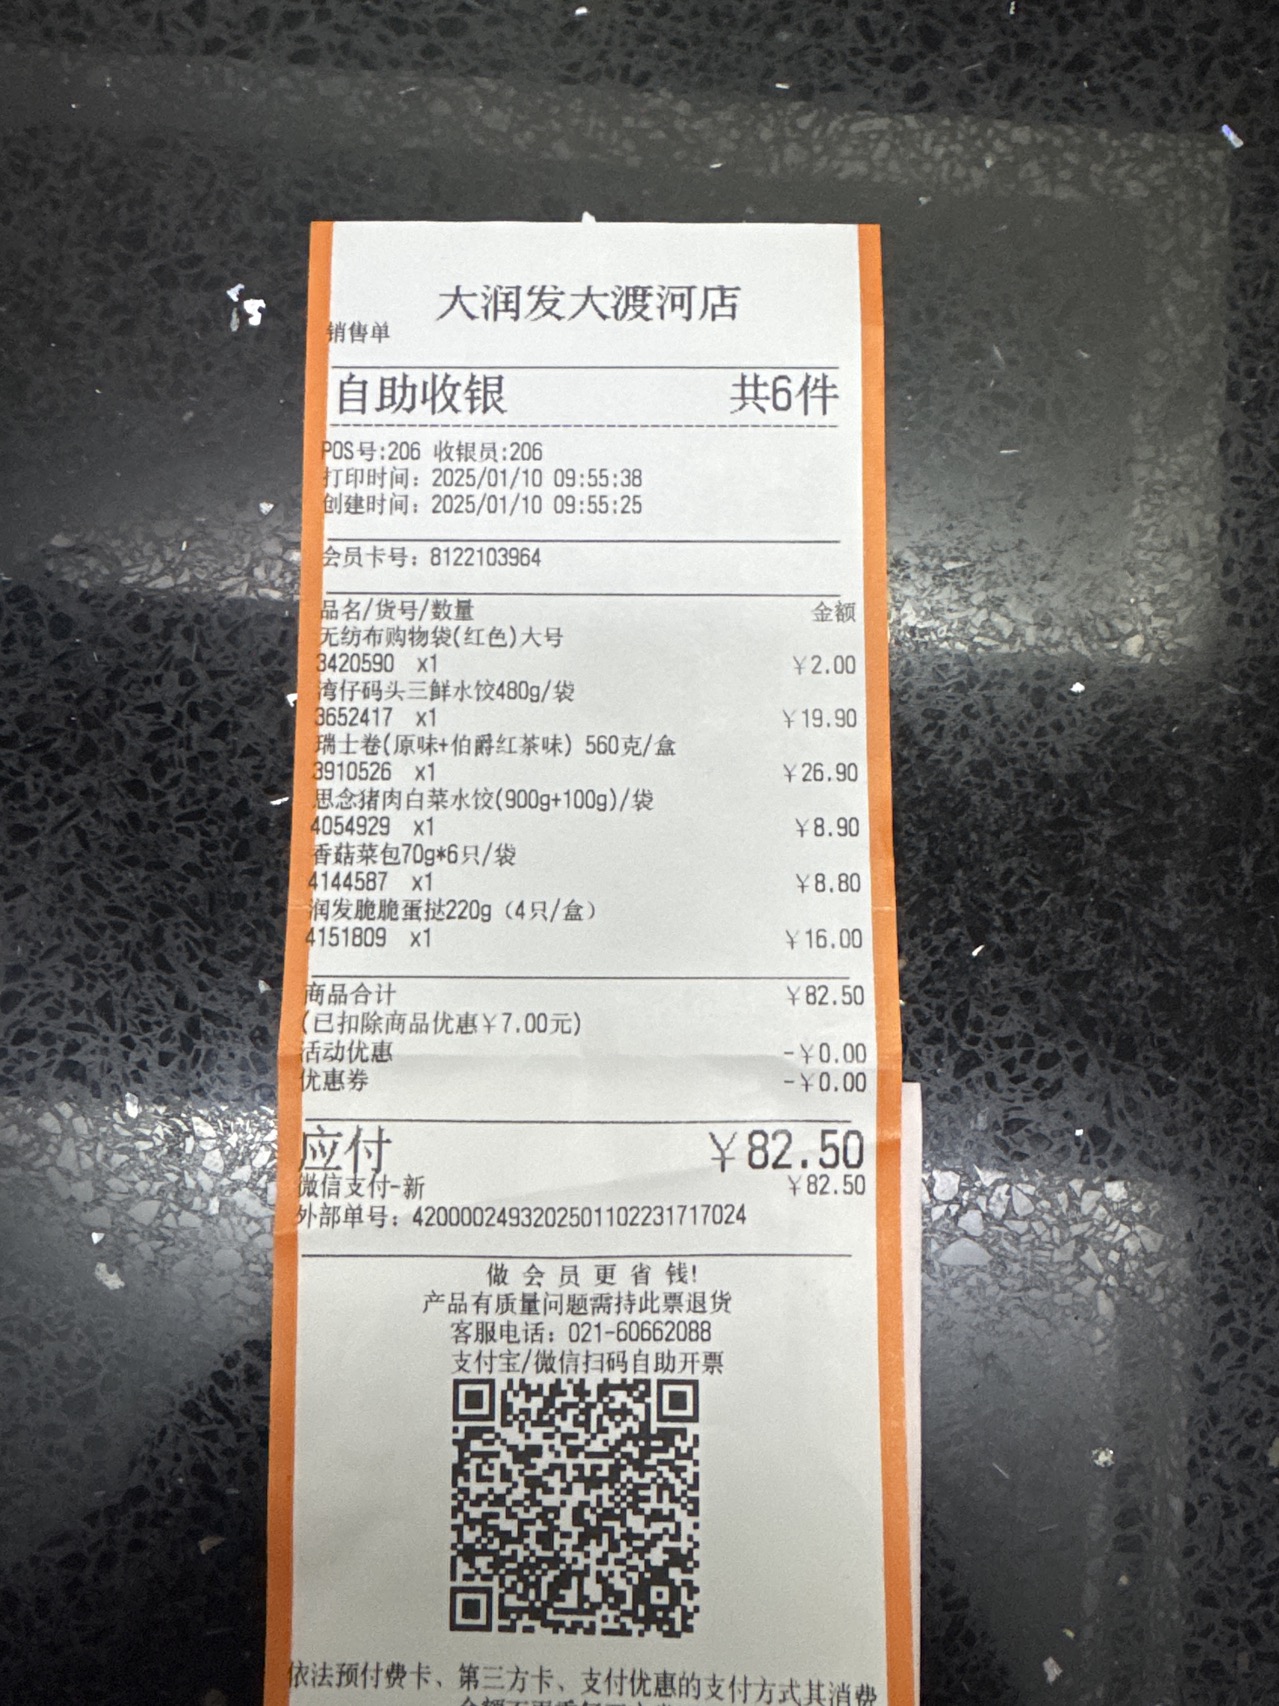 大润发大渡河店
销售单
自助收银 共6件
POS号:206 收银员:206
打印时间: 2025/01/10 09:55:38
创建时间: 2025/01/10 09:55:25
会员卡号: 8122103964
品名/货号/数量 金额
无纺布购物袋(红色)大号
3420590 x1 ￥2.00
湾仔码头三鲜水饺480g/袋
3652417 x1 ￥19.90
瑞士卷(原味+伯爵红茶味) 560克/盒
3910526 x1 ￥26.90
思念猪肉白菜水饺(900g+100g)/袋
4054929 x1 ￥8.90
香菇菜包70g*6只/袋
4144587 x1 ￥8.80
润发脆脆蛋挞220g（4只/盒）
4151809 x1 ￥16.00
商品合计 ￥82.50
(已扣除商品优惠￥7.00元)
活动优惠 -￥0.00
优惠券 -￥0.00
应付 ￥82.50
微信支付-新 ￥82.50
外部单号: 4200002493202501102231717024
做会员更省钱!
产品有质量问题需持此票退货
客服电话: 021-60662088
支付宝/微信扫码自助开票
依法预付费卡、第三方卡、支付优惠的支付方式其消费